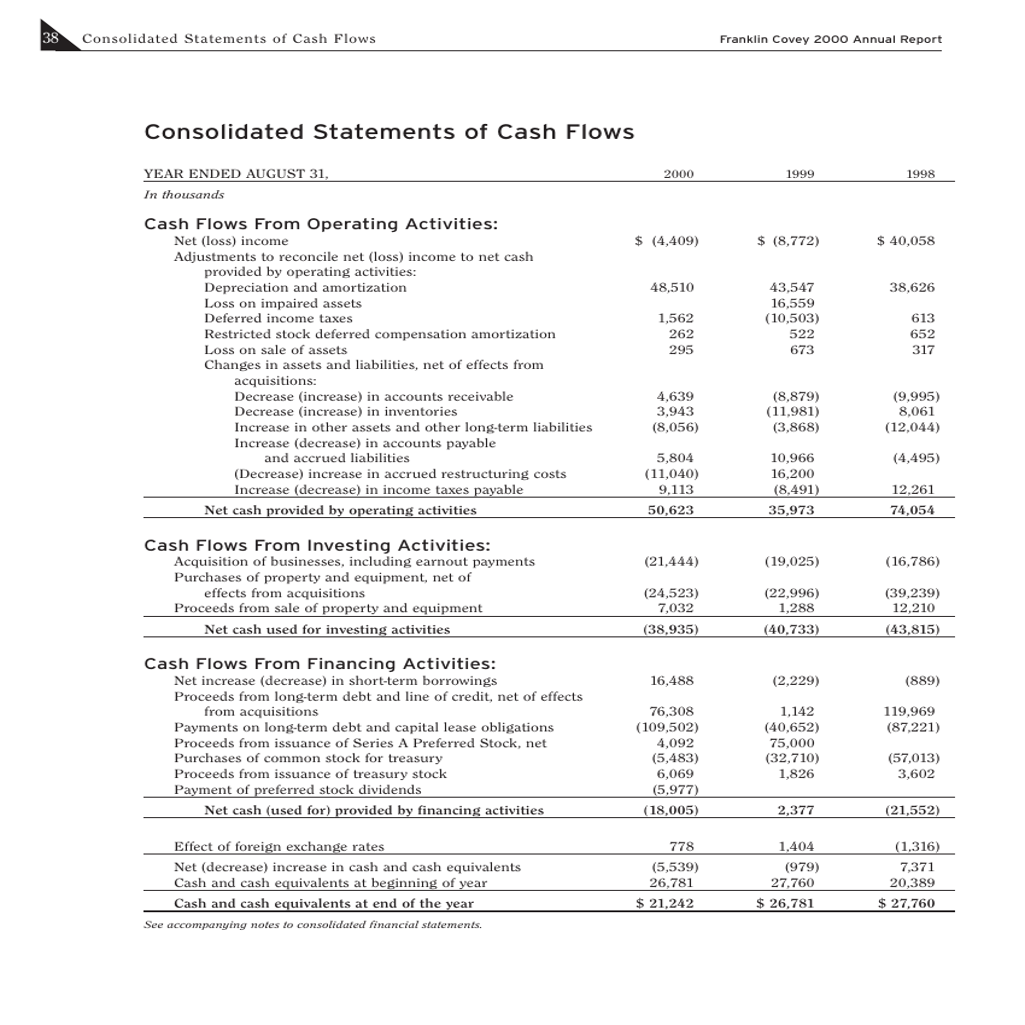 38 Consolidated Statements of Cash Flows Franklin Covey 2000 Annual Report
Consolidated Statements of Cash Flows
YEAR ENDED AUGUST 31, 2000 1999 1998
In thousands
Cash Flows From Operating Activities:
Net (loss) income $ (4,409) $ (8,772) $ 40,058
Adjustments to reconcile net (loss) income to net cash
provided by operating activities:
Depreciation and amortization 48,510 43,547 38,626
Loss on impaired assets 16,559
Deferred income taxes 1,562 (10,503) 613
Restricted stock deferred compensation amortization 262 522 652
Loss on sale of assets 295 673 317
Changes in assets and liabilities, net of effects from
acquisitions:
Decrease (increase) in accounts receivable 4,639 (8,879) (9,995)
Decrease (increase) in inventories 3,943 (11,981) 8,061
Increase in other assets and other long-term liabilities (8,056) (3,868) (12,044)
Increase (decrease) in accounts payable
and accrued liabilities 5,804 10,966 (4,495)
(Decrease) increase in accrued restructuring costs (11,040) 16,200
Increase (decrease) in income taxes payable 9,113 (8,491) 12,261
Net cash provided by operating activities 50,623 35,973 74,054
Cash Flows From Investing Activities:
Acquisition of businesses, including earnout payments (21,444) (19,025) (16,786)
Purchases of property and equipment, net of
effects from acquisitions (24,523) (22,996) (39,239)
Proceeds from sale of property and equipment 7,032 1,288 12,210
Net cash used for investing activities (38,935) (40,733) (43,815)
Cash Flows From Financing Activities:
Net increase (decrease) in short-term borrowings 16,488 (2,229) (889)
Proceeds from long-term debt and line of credit, net of effects
from acquisitions 76,308 1,142 119,969
Payments on long-term debt and capital lease obligations (109,502) (40,652) (87,221)
Proceeds from issuance of Series A Preferred Stock, net 4,092 75,000
Purchases of common stock for treasury (5,483) (32,710) (57,013)
Proceeds from issuance of treasury stock 6,069 1,826 3,602
Payment of preferred stock dividends (5,977)
Net cash (used for) provided by financing activities (18,005) 2,377 (21,552)
Effect of foreign exchange rates 778 1,404 (1,316)
Net (decrease) increase in cash and cash equivalents (5,539) (979) 7,371
Cash and cash equivalents at beginning of year 26,781 27,760 20,389
Cash and cash equivalents at end of the year $ 21,242 $ 26,781 $ 27,760
See accompanying notes to consolidated financial statements.